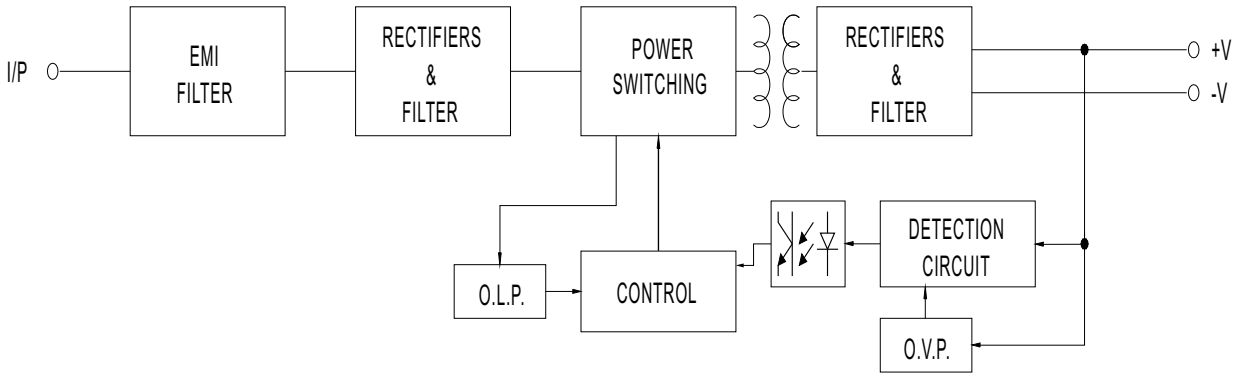 I/P
EMI
FILTER
RECTIFIERS
&
FILTER
POWER
SWITCHING
RECTIFIERS
&
FILTER
+V
-V
O.L.P.
CONTROL
DETECTION
CIRCUIT
O.V.P.